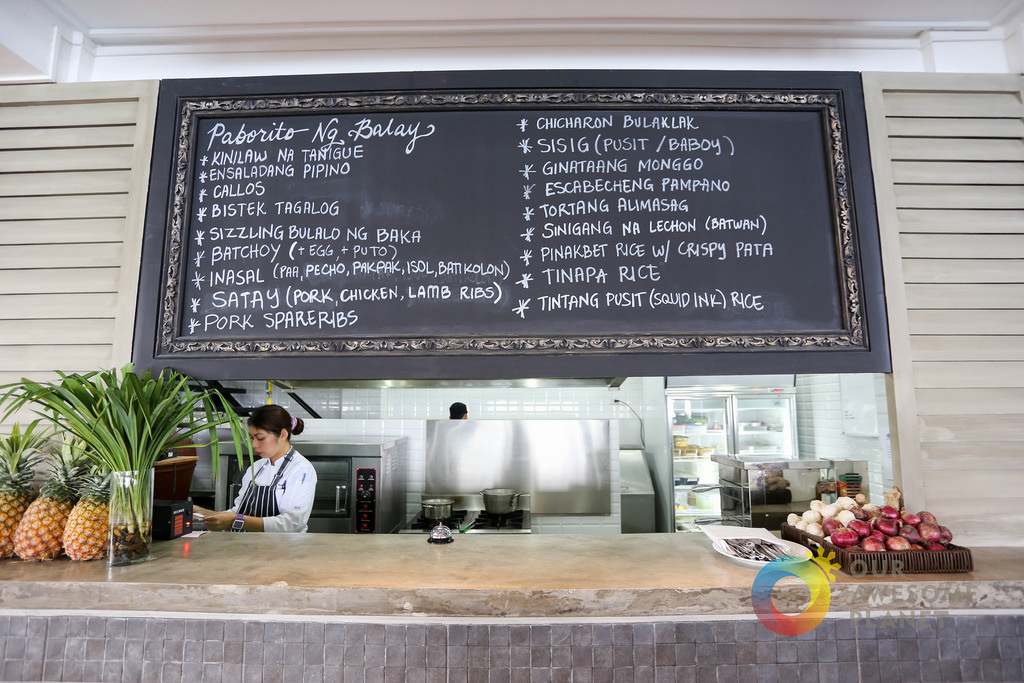 Paborito Ng Balay
* KINILAW NA TANIGUE
* ENSALADANG PIPINO
* CALLOS
* BISTEK TAGALOG
* SIZZLING BULALO NG BAKA
* BATCHOY (+ EGG, + PUTO)
* INASAL (PAA, PECHO, PAKPAK, ISOL, BATIKOLON)
* SATAY (PORK, CHICKEN, LAMB RIBS)
* PORK SPARERIBS
* CHICHARON BULAKLAK
* SISIG (PUSIT / BABOY)
* GINATAANG MONGGO
* ESCABECHENG PAMPANO
* TORTANG ALIMASAG
* SINIGANG NA LECHON (BATWAN)
* PINAKBET RICE W/ CRISPY PATA
* TINAPA RICE
* TINTANG PUSIT (SQUID INK) RICE
OUR
AWESOME
PLANET